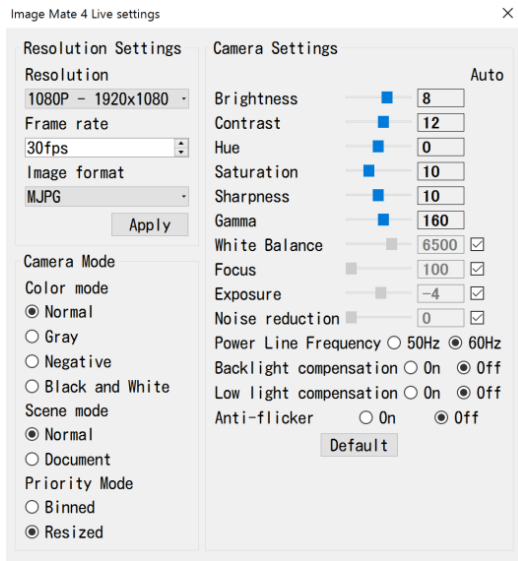 Image Mate 4 Live settings
Resolution Settings
Resolution
1080P - 1920x1080
Frame rate
30fps
Image format
MJPG
Apply
Camera Mode
Color mode
Normal
Gray
Negative
Black and White
Scene mode
Normal
Document
Priority Mode
Binned
Resized
Camera Settings
Auto
Brightness 8
Contrast 12
Hue 0
Saturation 10
Sharpness 10
Gamma 160
White Balance 6500
Focus 100
Exposure -4
Noise reduction 0
Power Line Frequency 50Hz 60Hz
Backlight compensation On Off
Low light compensation On Off
Anti-flicker On Off
Default